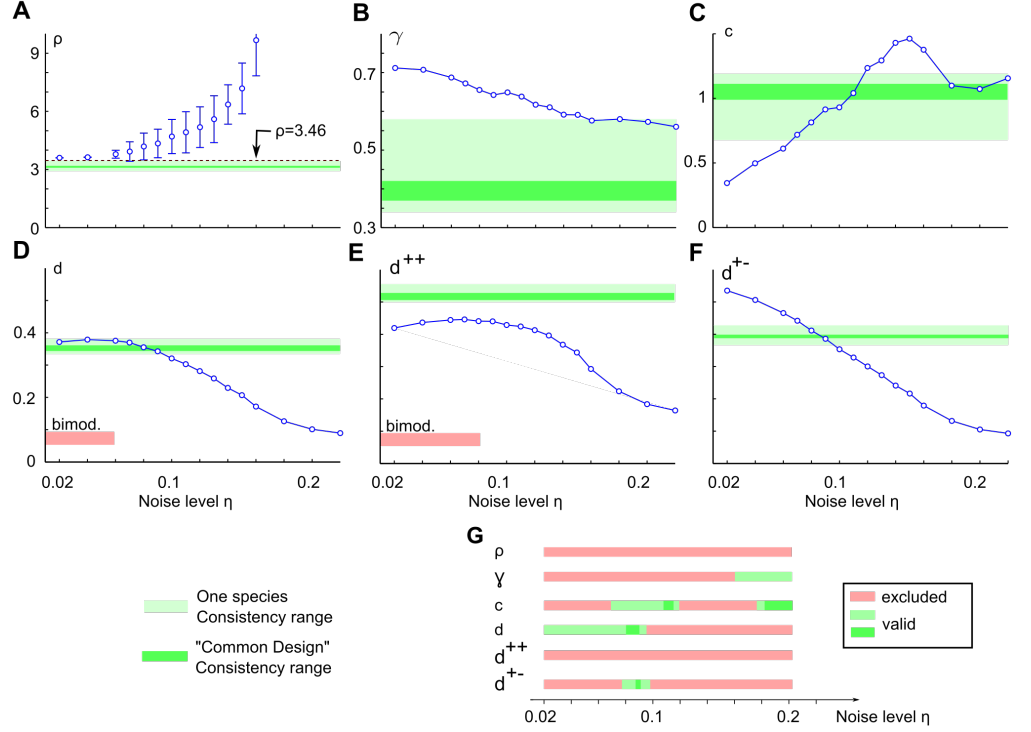 A
ρ
9
6
3
0
ρ=3.46
B
γ
0.7
0.5
0.3
C
c
1
0.5
0
D
d
0.4
0.2
0
bimod.
0.02
0.1
0.2
Noise level η
E
d++
bimod.
0.02
0.1
0.2
Noise level η
F
d+-
0.02
0.1
0.2
Noise level η
One species
Consistency range
"Common Design"
Consistency range
G
ρ
γ
c
d
d++
d+-
0.02
0.1
0.2
Noise level η
excluded
valid